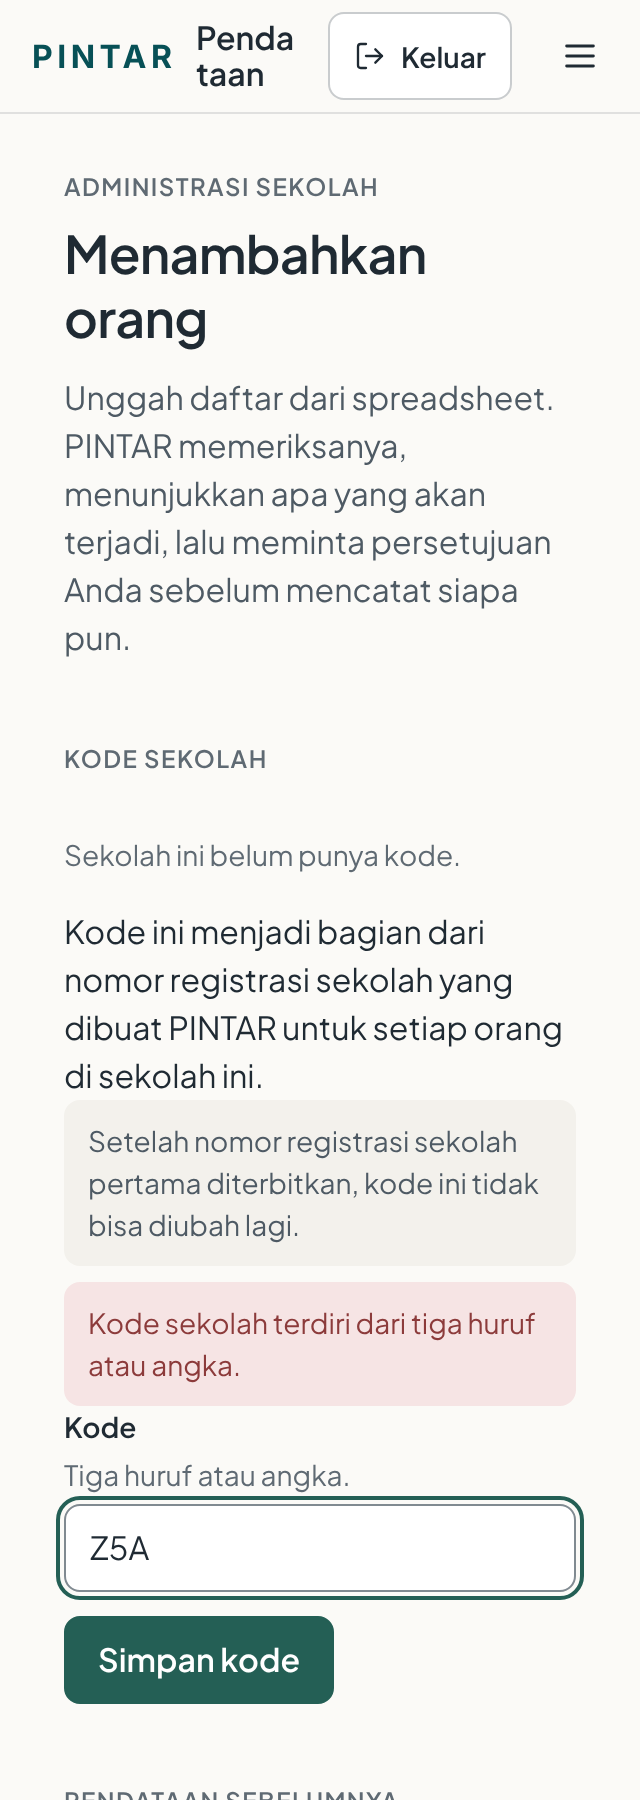 PINTAR
Penda
taan
Keluar
ADMINISTRASI SEKOLAH
Menambahkan
orang
Unggah daftar dari spreadsheet.
PINTAR memeriksanya,
menunjukkan apa yang akan
terjadi, lalu meminta persetujuan
Anda sebelum mencatat siapa
pun.
KODE SEKOLAH
Sekolah ini belum punya kode.
Kode ini menjadi bagian dari
nomor registrasi sekolah yang
dibuat PINTAR untuk setiap orang
di sekolah ini.
Setelah nomor registrasi sekolah
pertama diterbitkan, kode ini tidak
bisa diubah lagi.
Kode sekolah terdiri dari tiga huruf
atau angka.
Kode
Tiga huruf atau angka.
Z5A
Simpan kode
PENDATAAN SEBELUMNYA